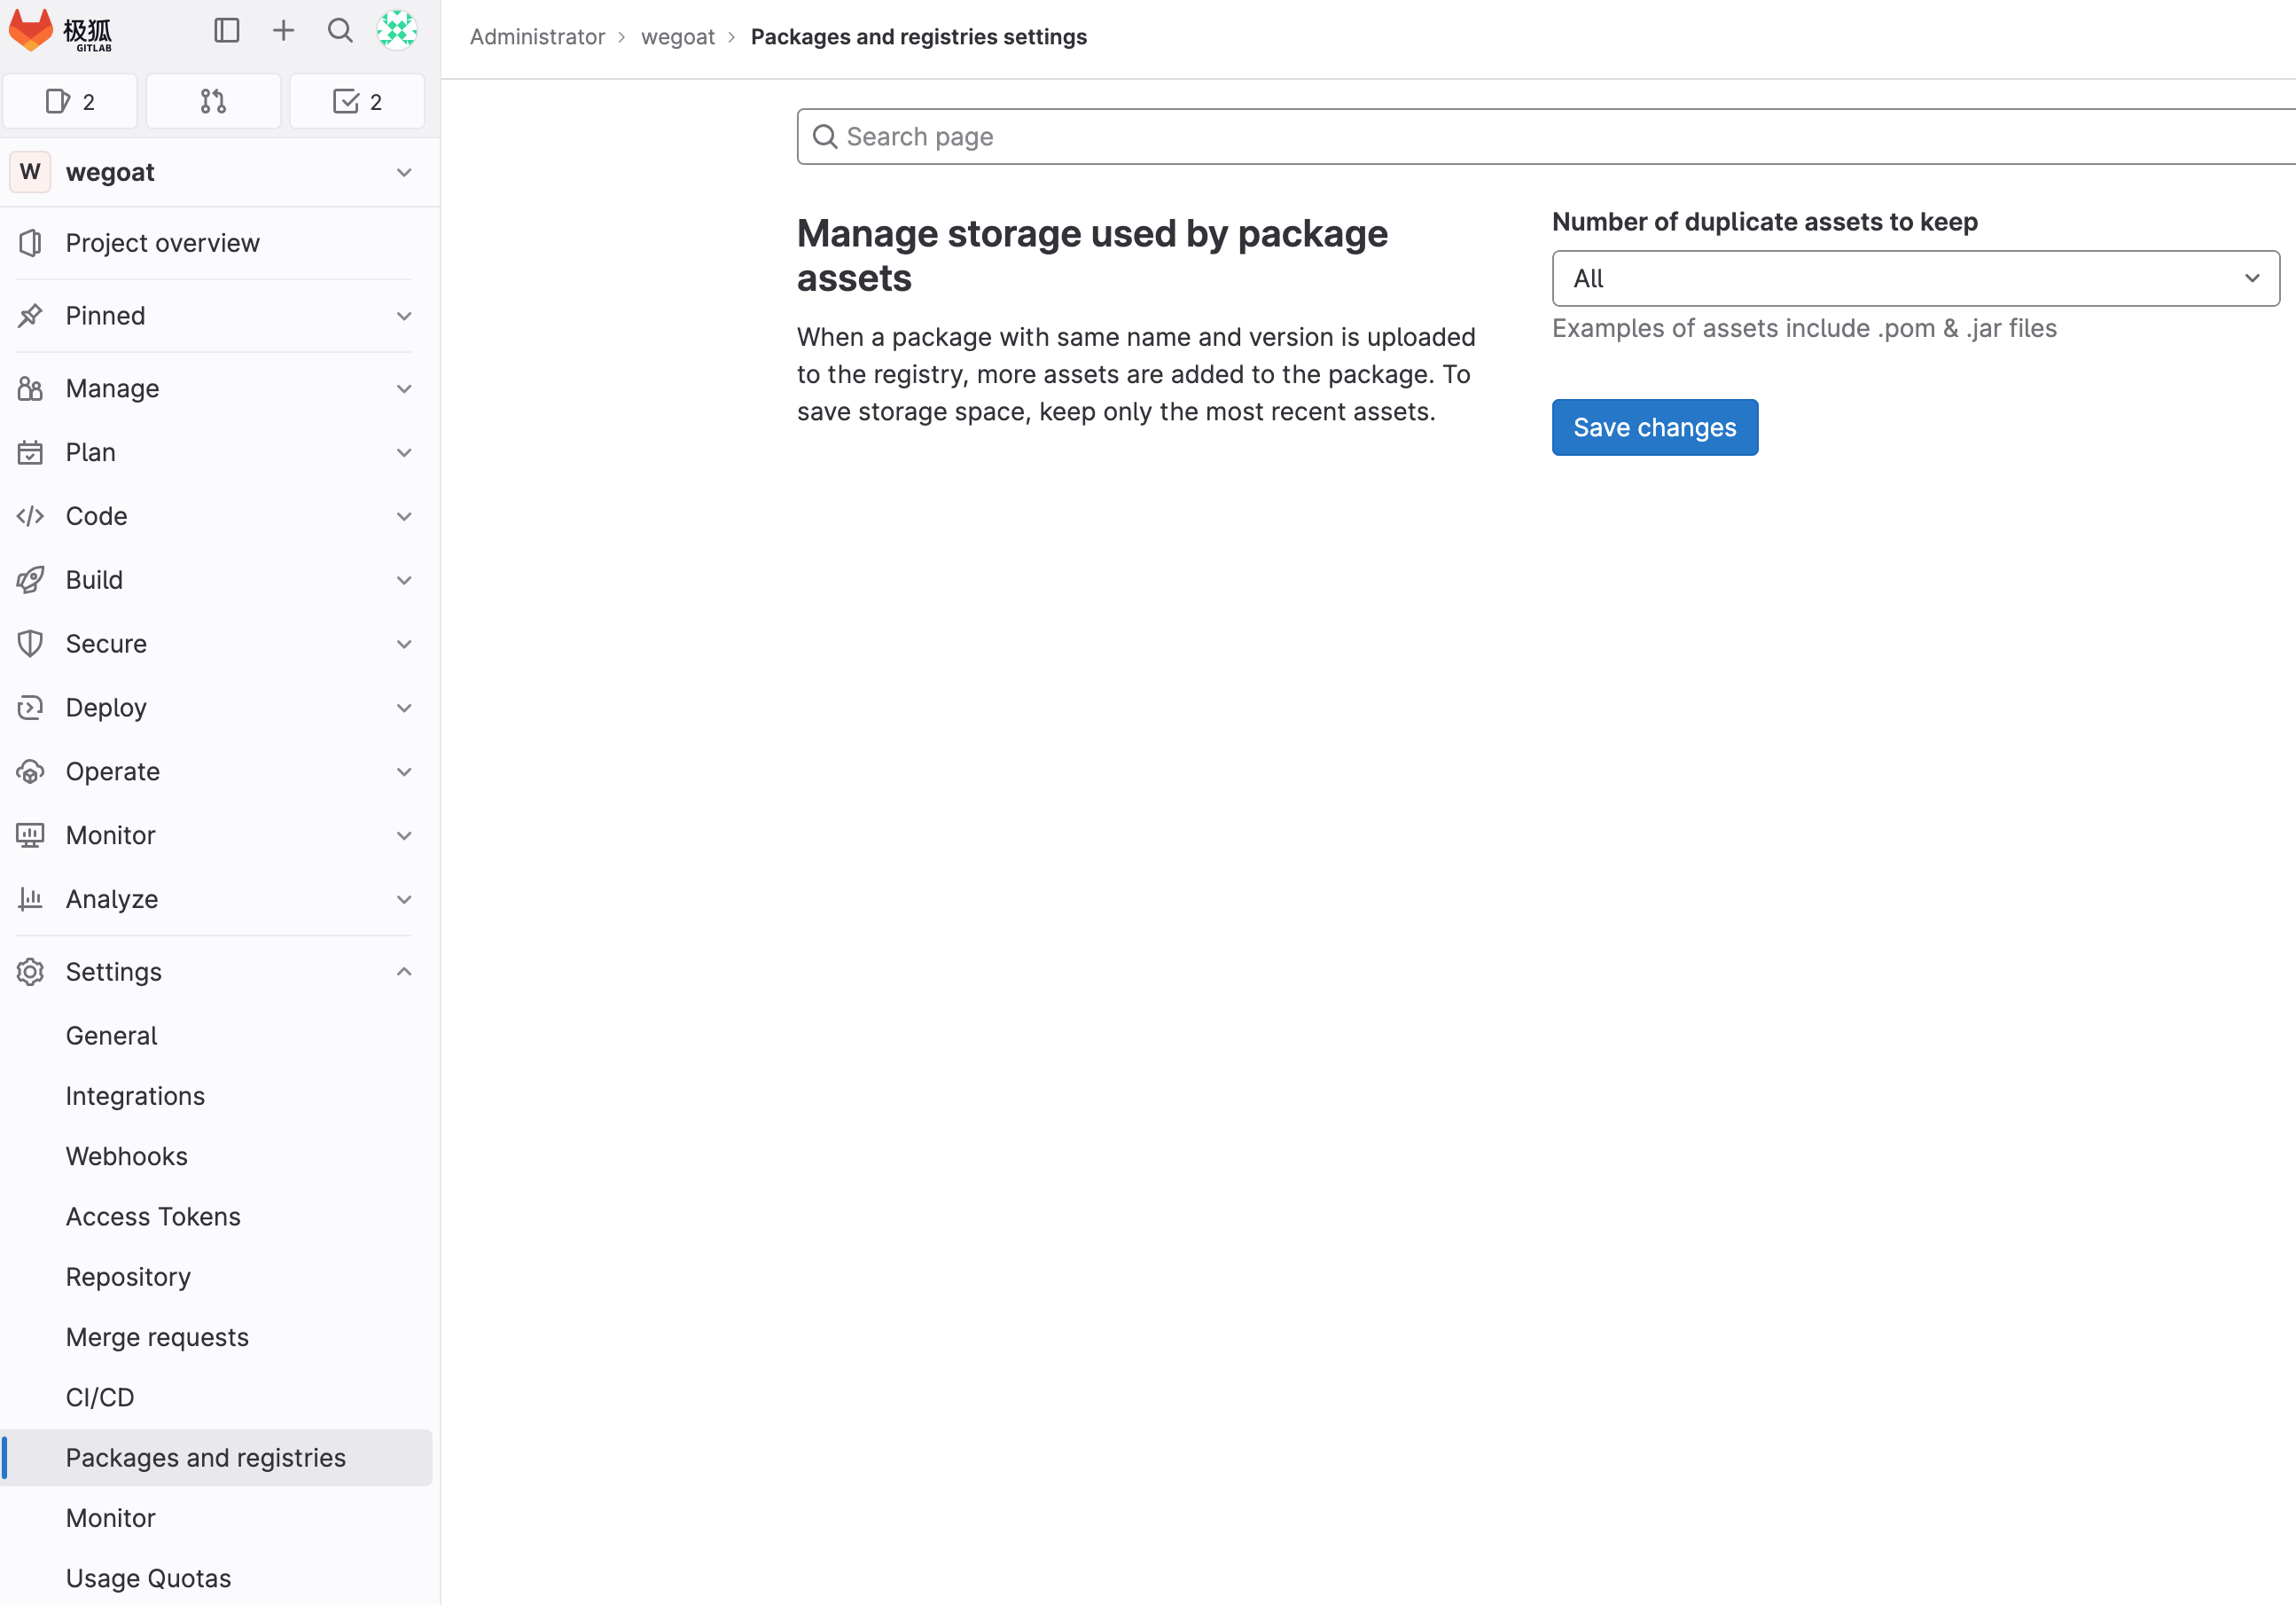 极狐
GITLAB
2
2
W wegoat
Project overview
Pinned
Manage
Plan
Code
Build
Secure
Deploy
Operate
Monitor
Analyze
Settings
General
Integrations
Webhooks
Access Tokens
Repository
Merge requests
CI/CD
Packages and registries
Monitor
Usage Quotas
Administrator › wegoat › Packages and registries settings
Search page
Manage storage used by package
assets
When a package with same name and version is uploaded
to the registry, more assets are added to the package. To
save storage space, keep only the most recent assets.
Number of duplicate assets to keep
All
Examples of assets include .pom & .jar files
Save changes